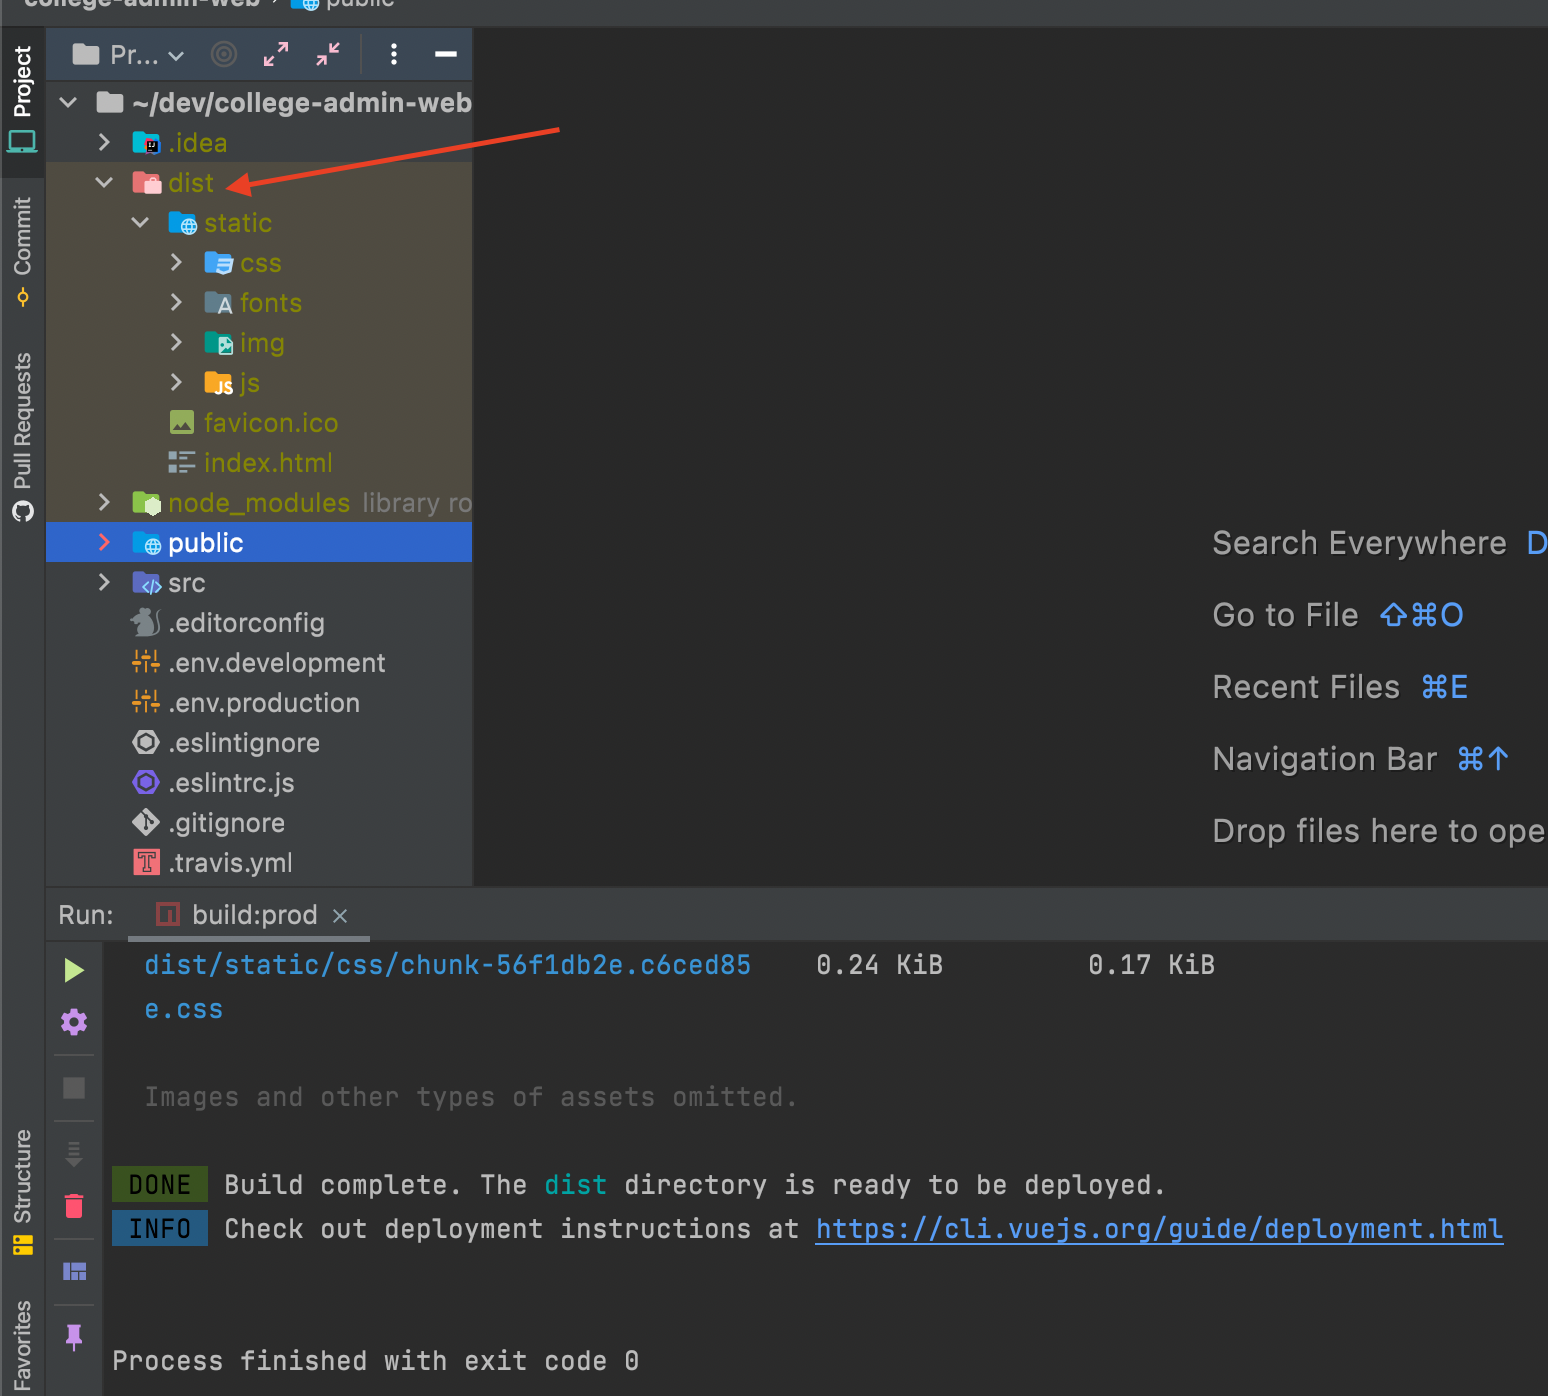 college-admin-web › public
Project
Commit
Pull Requests
Structure
Favorites
Pr...
~/dev/college-admin-web
.idea
dist
static
css
fonts
img
js
favicon.ico
index.html
node_modules library ro
public
src
.editorconfig
.env.development
.env.production
.eslintignore
.eslintrc.js
.gitignore
.travis.yml
Search Everywhere D
Go to File ⇧⌘O
Recent Files ⌘E
Navigation Bar ⌘↑
Drop files here to ope
Run: build:prod ×
dist/static/css/chunk-56f1db2e.c6ced85 0.24 KiB 0.17 KiB
e.css
Images and other types of assets omitted.
DONE Build complete. The dist directory is ready to be deployed.
INFO Check out deployment instructions at https://cli.vuejs.org/guide/deployment.html
Process finished with exit code 0